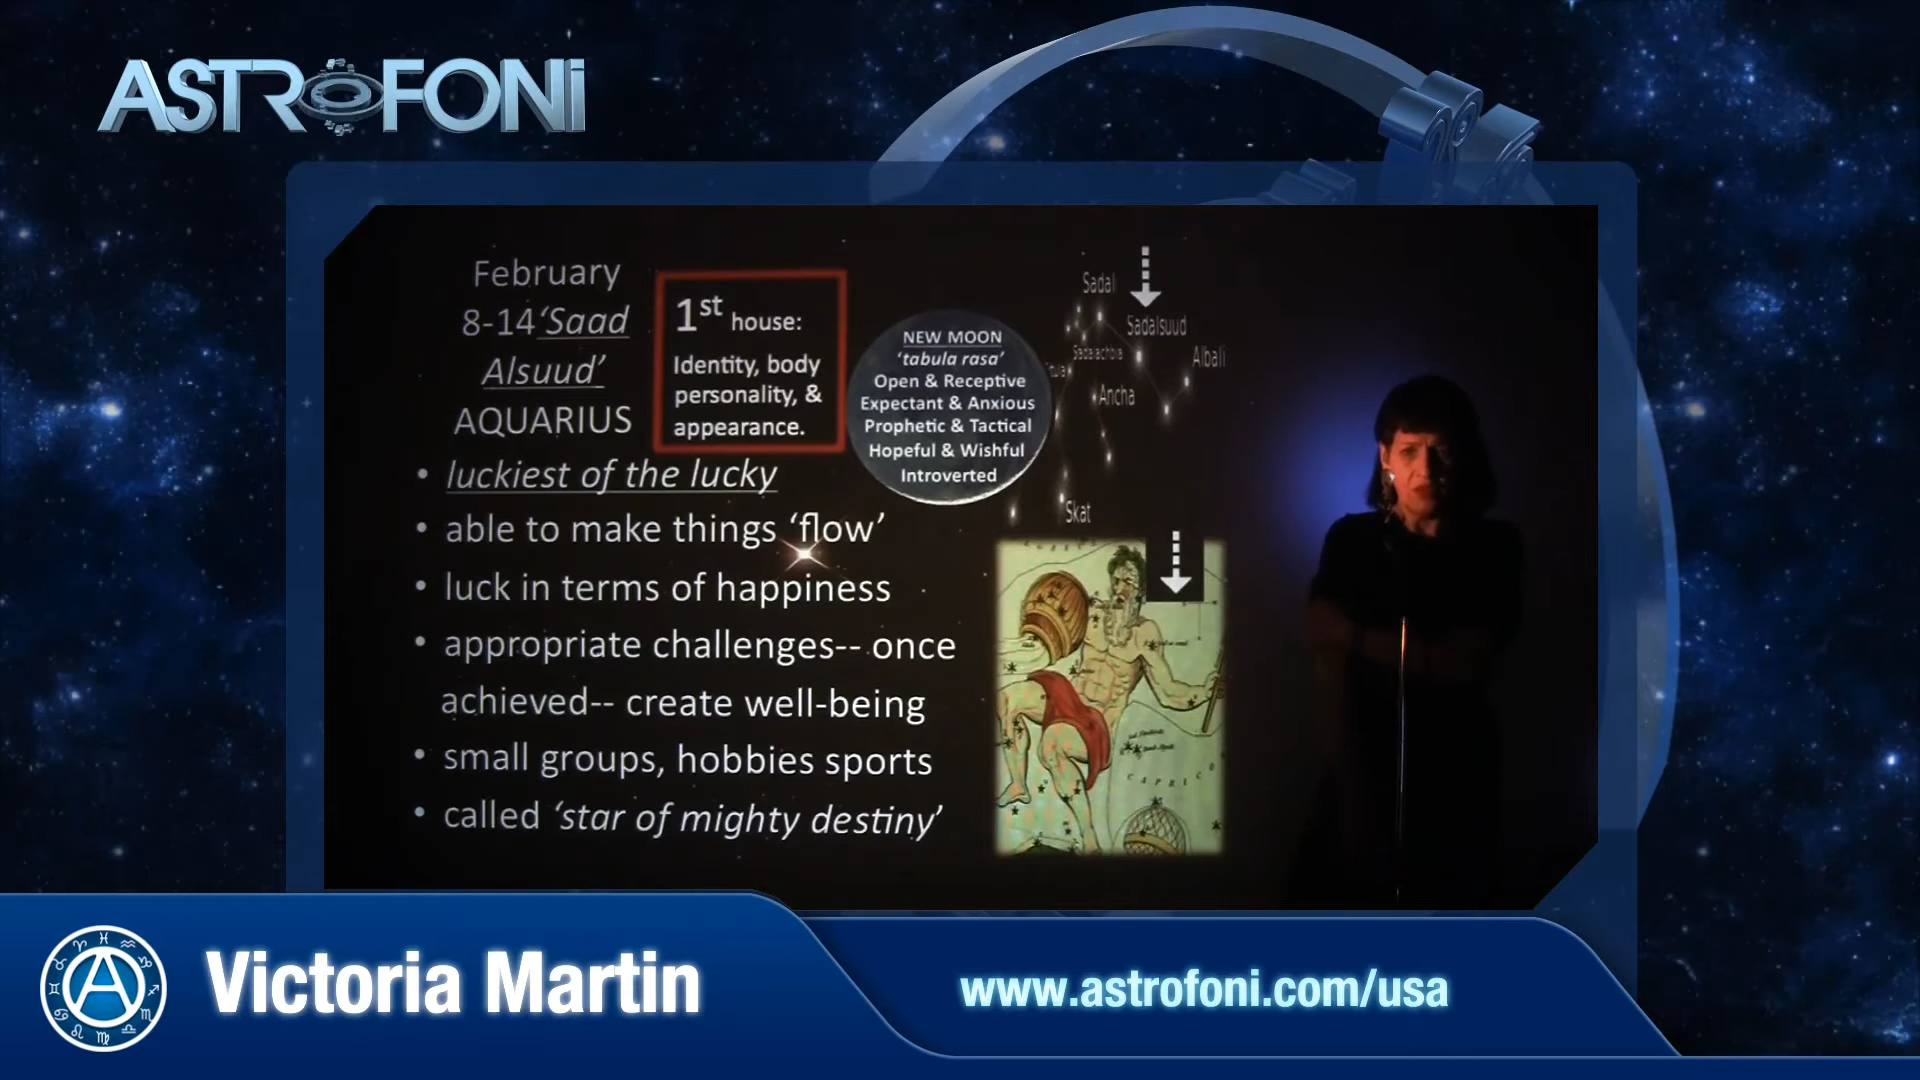 ASTROFONi
February
8-14 ‘Saad
Alsuud’
AQUARIUS
1st house:
Identity, body
personality, &
appearance.
NEW MOON
‘tabula rasa’
Open & Receptive
Expectant & Anxious
Prophetic & Tactical
Hopeful & Wishful
Introverted
Sadal
Sadalsuud
Sadalachbia
Albali
Ancha
Skat
• luckiest of the lucky
• able to make things ‘flow’
• luck in terms of happiness
• appropriate challenges-- once
achieved-- create well-being
• small groups, hobbies sports
• called ‘star of mighty destiny’
CAPRICO
A
Victoria Martin
www.astrofoni.com/usa